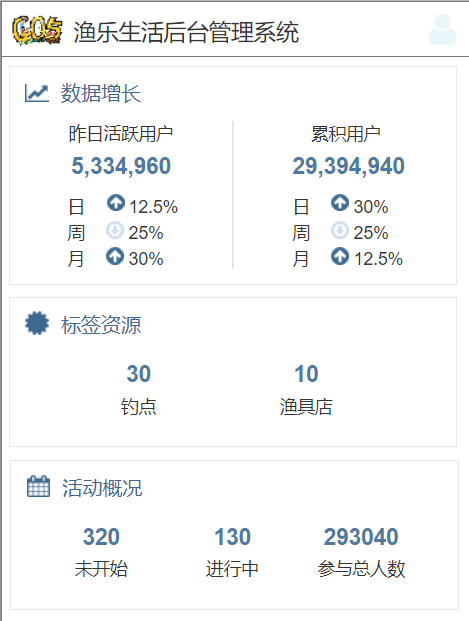 GO5 渔乐生活后台管理系统
数据增长
昨日活跃用户 累积用户
5,334,960 29,394,940
日 12.5% 日 30%
周 25% 周 25%
月 30% 月 12.5%
标签资源
30 10
钓点 渔具店
活动概况
320 130 293040
未开始 进行中 参与总人数